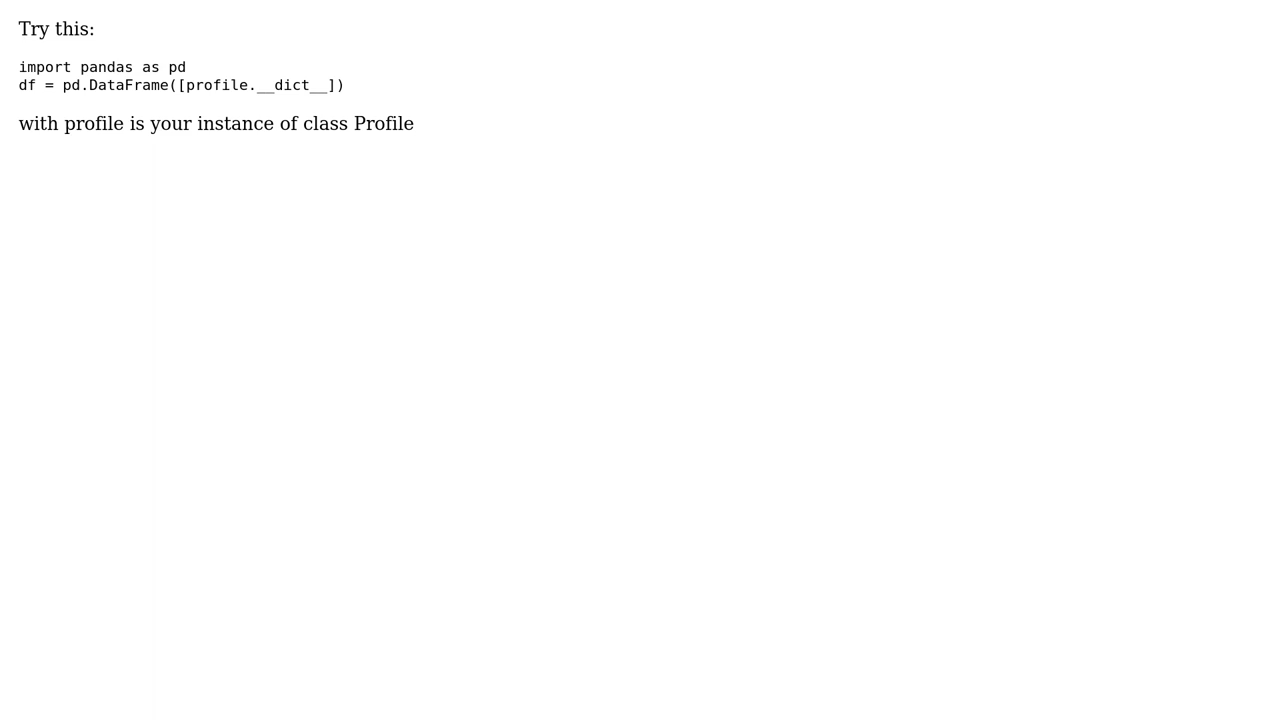 Try this:
import pandas as pd
df = pd.DataFrame([profile.__dict__])
with profile is your instance of class Profile